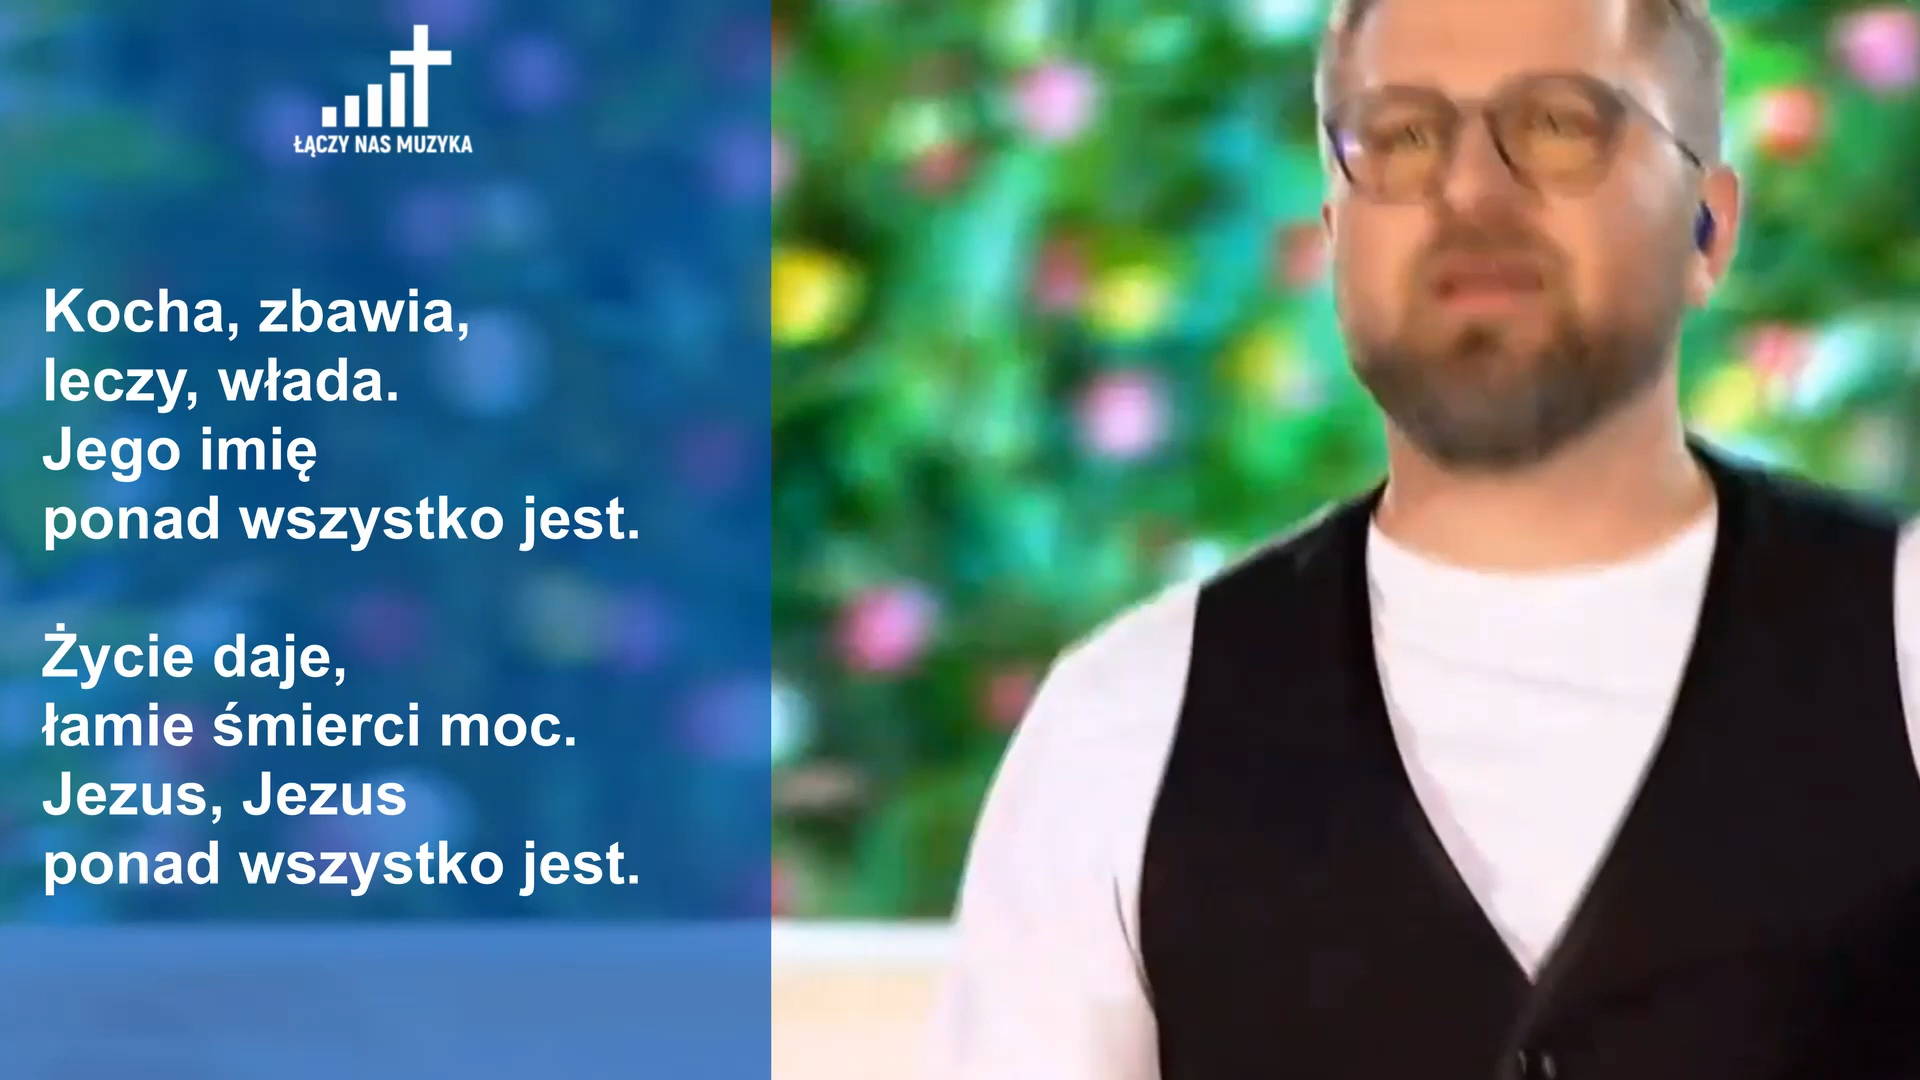 ŁĄCZY NAS MUZYKA
Kocha, zbawia,
leczy, włada.
Jego imię
ponad wszystko jest.
Życie daje,
łamie śmierci moc.
Jezus, Jezus
ponad wszystko jest.